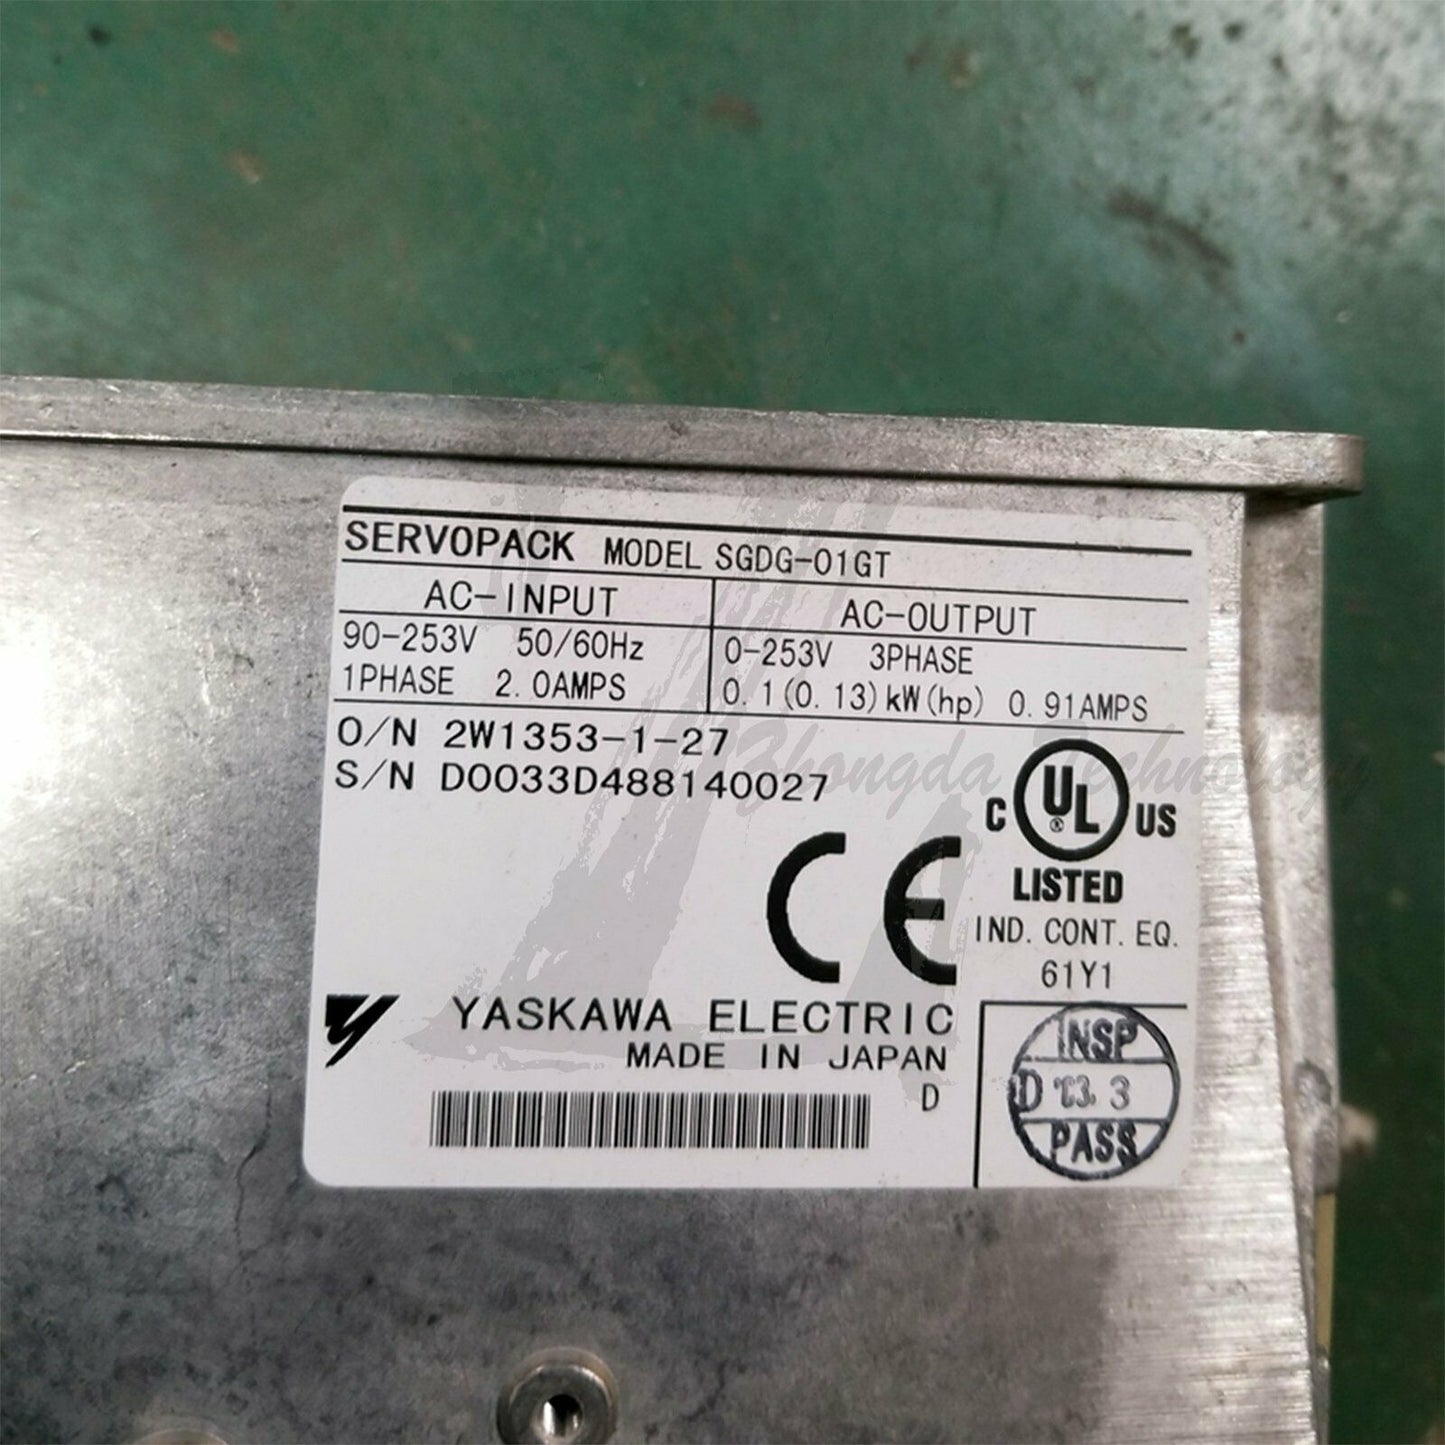 SERVOPACK MODEL SGDG-01GT
AC-INPUT
90-253V 50/60Hz
1PHASE 2.0AMPS
AC-OUTPUT
0-253V 3PHASE
0.1(0.13)kW(hp) 0.91AMPS
O/N 2W1353-1-27
S/N D0033D488140027
Zhongda Technology
C UL US
®
LISTED
IND. CONT. EQ.
61Y1
CE
YASKAWA ELECTRIC
MADE IN JAPAN
D
INSP
D '03. 3
PASS